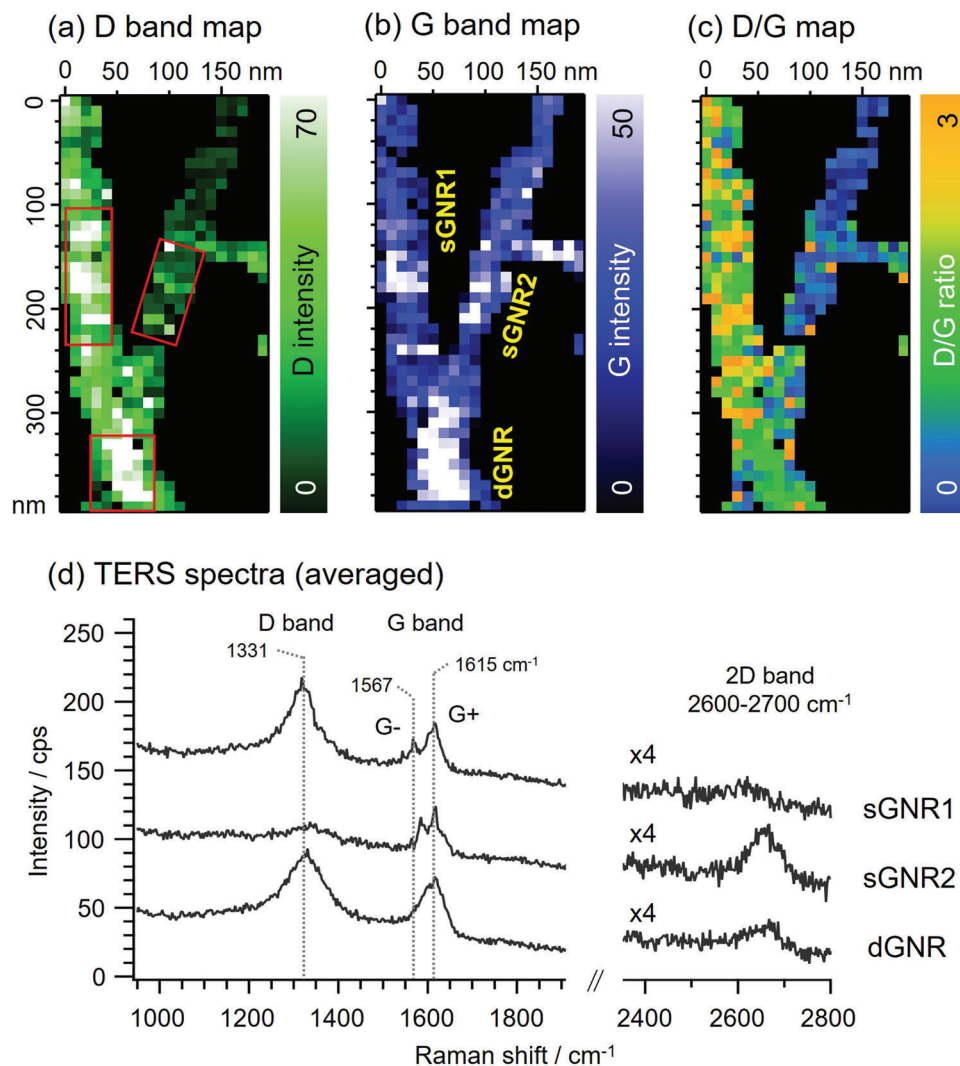 (a) D band map
0 50 100 150 nm
0
100
200
300
nm
70
D intensity
0
(b) G band map
0 50 100 150 nm
sGNR1
sGNR2
dGNR
50
G intensity
0
(c) D/G map
0 50 100 150 nm
3
D/G ratio
0
(d) TERS spectra (averaged)
250
200
150
100
50
0
Intensity / cps
D band
1331
G band
1567
1615 cm⁻¹
G-
G+
2D band
2600-2700 cm⁻¹
x4
sGNR1
x4
sGNR2
x4
dGNR
1000 1200 1400 1600 1800 // 2400 2600 2800
Raman shift / cm⁻¹